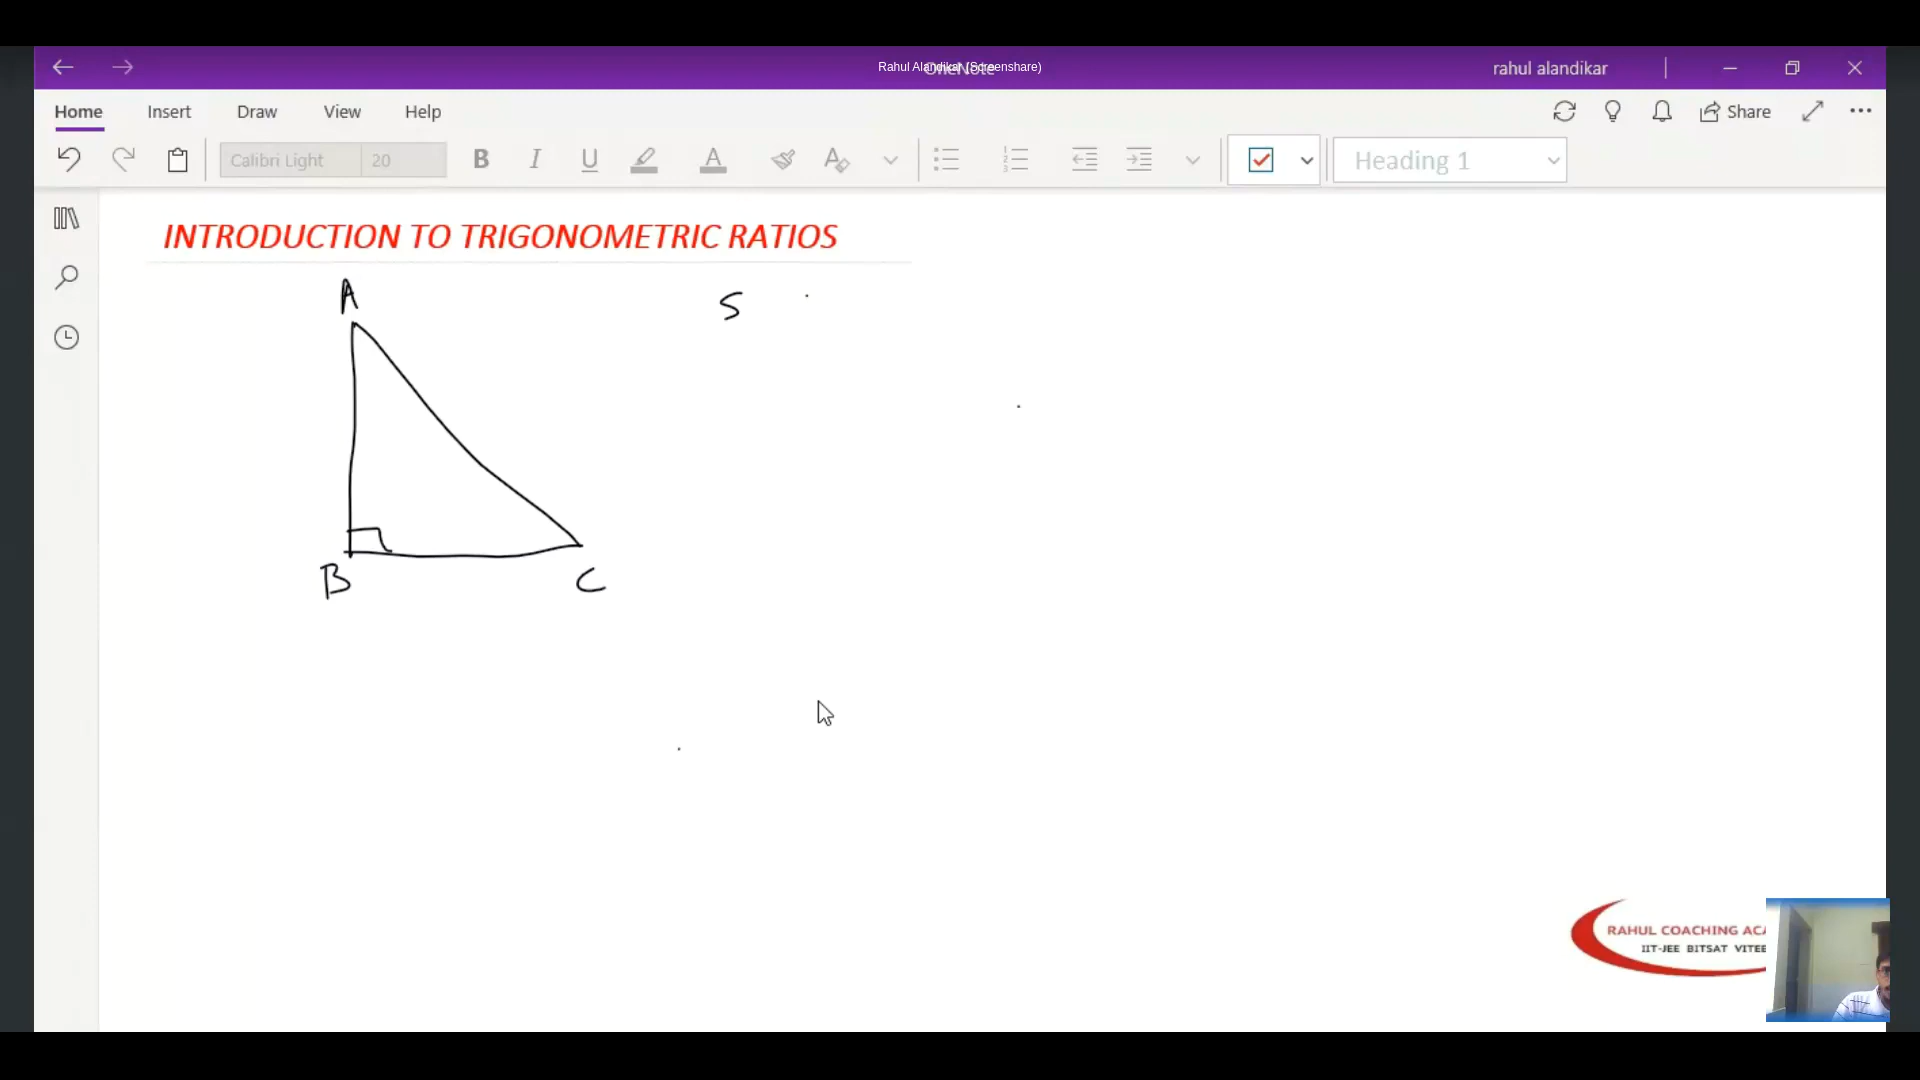 Rahul Alandikar (Screenshare)
OneNote
rahul alandikar
Home Insert Draw View Help
Share
Calibri Light 20 B I U A A
Heading 1
INTRODUCTION TO TRIGONOMETRIC RATIOS
A
S
B
C
RAHUL COACHING ACA
IIT-JEE BITSAT VITEE